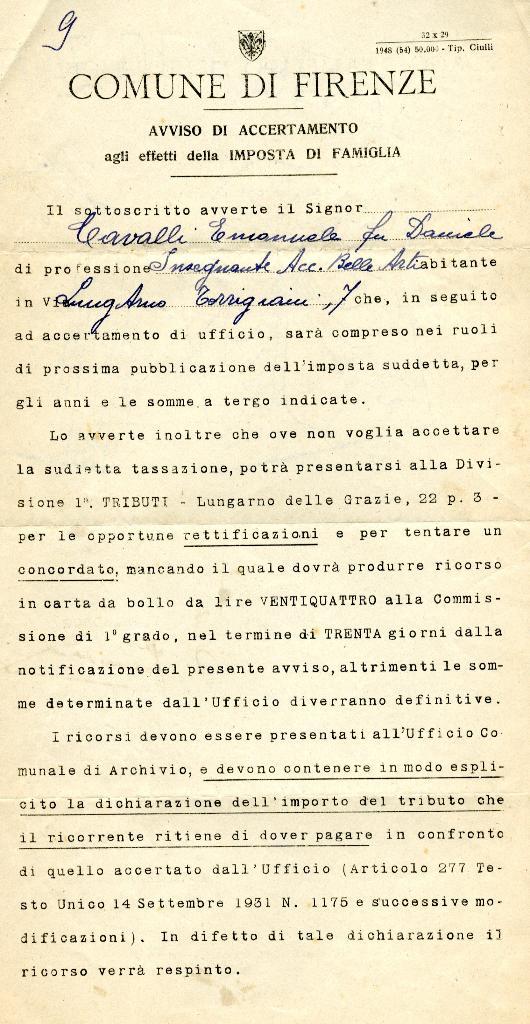 9
32 x 29
1948 (54) 50.000 - Tip. Ciulli
COMUNE DI FIRENZE
AVVISO DI ACCERTAMENTO
agli effetti della IMPOSTA DI FAMIGLIA
Il sottoscritto avverte il Signor
Cavalli Emanuele fu Daniele
di professione Insegnante Acc. Belle Arti abitante
in Via LungArno Torrigiani, 7 che, in seguito
ad accertamento di ufficio, sarà compreso nei ruoli
di prossima pubblicazione dell'imposta suddetta, per
gli anni e le somme a tergo indicate.
Lo avverte inoltre che ove non voglia accettare
la sudietta tassazione, potrà presentarsi alla Divi-
sione 1ª. TRIBUTI - Lungarno delle Grazie, 22 p. 3 -
per le opportune rettificazioni e per tentare un
concordato, mancando il quale dovrà produrre ricorso
in carta da bollo da lire VENTIQUATTRO alla Commis-
sione di 1º grado, nel termine di TRENTA giorni dalla
notificazione del presente avviso, altrimenti le som-
me determinate dall'Ufficio diverranno definitive.
I ricorsi devono essere presentati all'Ufficio Co-
munale di Archivio, e devono contenere in modo espli-
cito la dichiarazione dell'importo del tributo che
il ricorrente ritiene di dover pagare in confronto
di quello accertato dall'Ufficio (Articolo 277 Te-
sto Unico 14 Settembre 1931 N. 1175 e successive mo-
dificazioni). In difetto di tale dichiarazione il
ricorso verrà respinto.